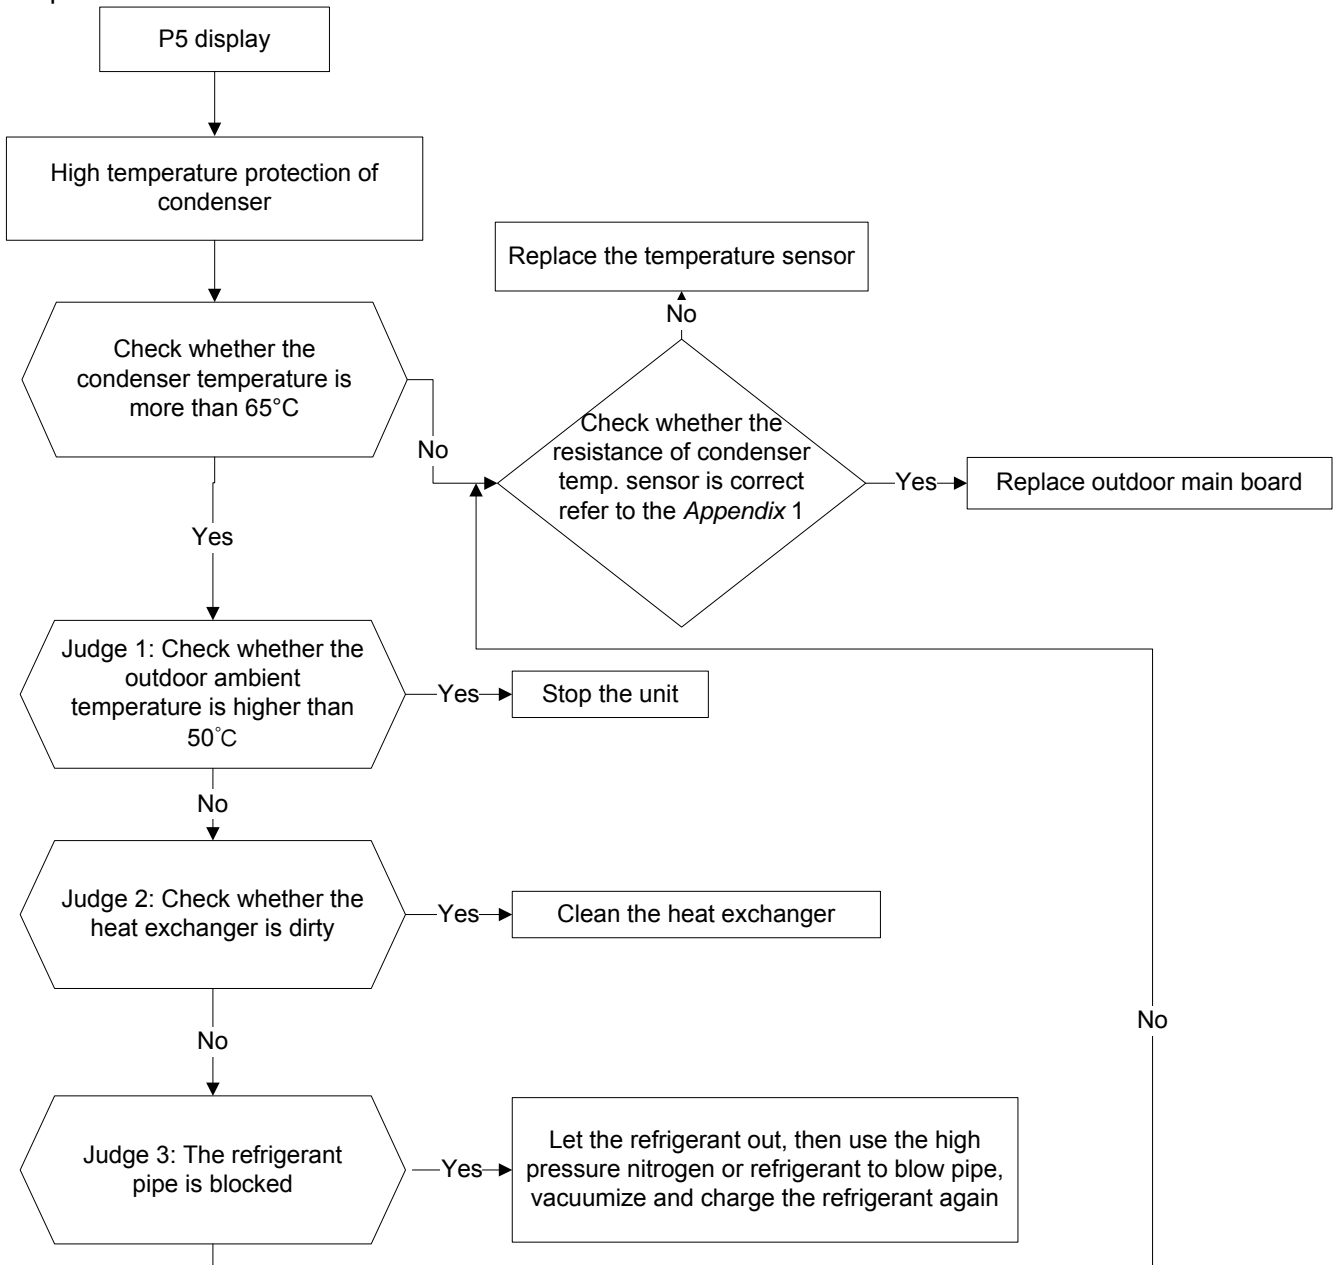 P5 display
High temperature protection of
condenser
Replace the temperature sensor
No
Check whether the
condenser temperature is
more than 65°C
No
Check whether the
resistance of condenser
temp. sensor is correct
refer to the Appendix 1
Yes
Replace outdoor main board
Yes
Judge 1: Check whether the
outdoor ambient
temperature is higher than
50°C
Yes
Stop the unit
No
Judge 2: Check whether the
heat exchanger is dirty
Yes
Clean the heat exchanger
No
No
Judge 3: The refrigerant
pipe is blocked
Yes
Let the refrigerant out, then use the high
pressure nitrogen or refrigerant to blow pipe,
vacuumize and charge the refrigerant again